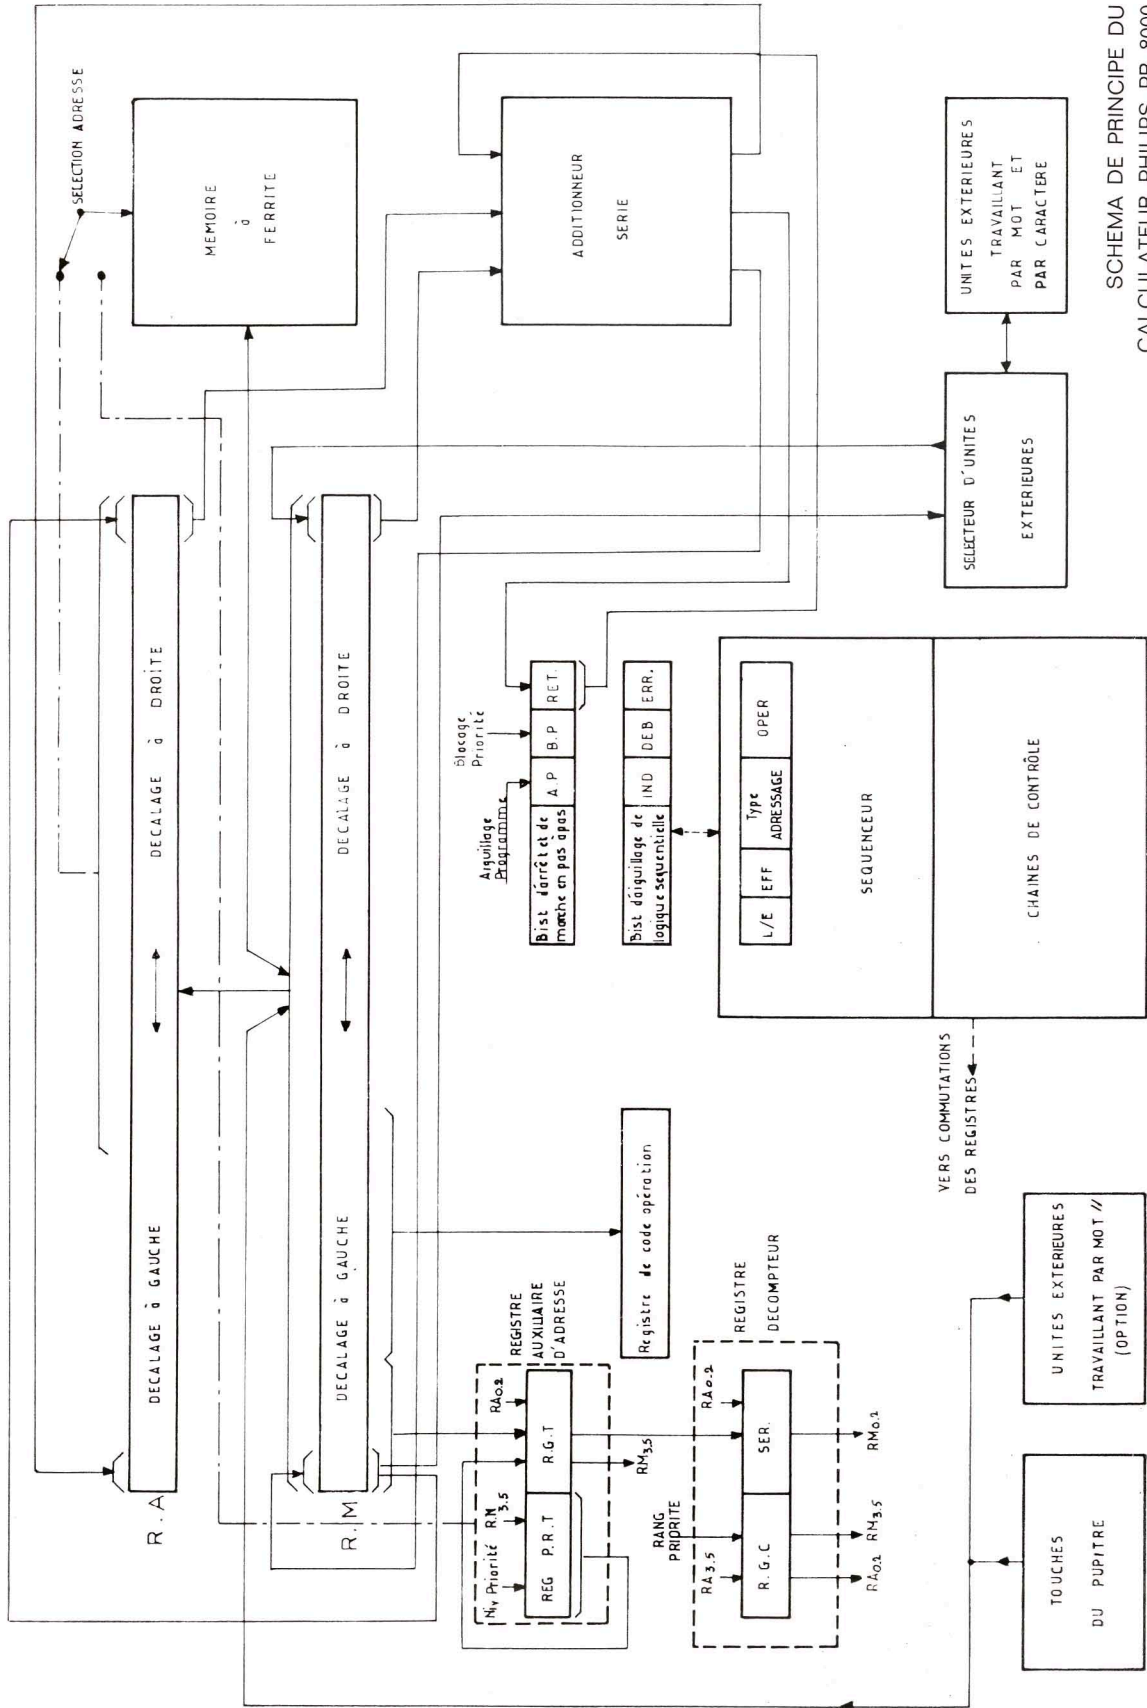 SCHEMA DE PRINCIPE DU
CALCULATEUR PHILIPS PR 8000
SELECTION ADRESSE
R.A
DECALAGE à GAUCHE
DECALAGE à DROITE
MEMOIRE
à
FERRITE
R.M
DECALAGE à GAUCHE
DECALAGE à DROITE
ADDITIONNEUR
SERIE
Niv Priorité
R.M
3.5
RA0.2
REGISTRE
AUXILIAIRE
D'ADRESSE
REG P.R.T
R.G.T
RM3.5
Registre de code opération
Aiguillage
Programme
Blocage
Priorité
Bist d'arrêt et de
marche en pas à pas
A.P
B.P
RET.
Bist d'aiguillage de
logique sequentielle
IND
DEB
ERR.
RANG
PRIORITE
RA3.5
RA0.2
REGISTRE
DECOMPTEUR
R.G.C
SER.
RA0.2
RM3.5
RM0.2
L/E
EFF
Type
ADRESSAGE
OPER
SEQUENCEUR
CHAINES DE CONTRÔLE
VERS COMMUTATIONS
DES REGISTRES
SELECTEUR D'UNITES
EXTERIEURES
UNITES EXTERIEURES
TRAVAILLANT
PAR MOT ET
PAR CARACTERE
TOUCHES
DU PUPITRE
UNITES EXTERIEURES
TRAVAILLANT PAR MOT //
(OPTION)